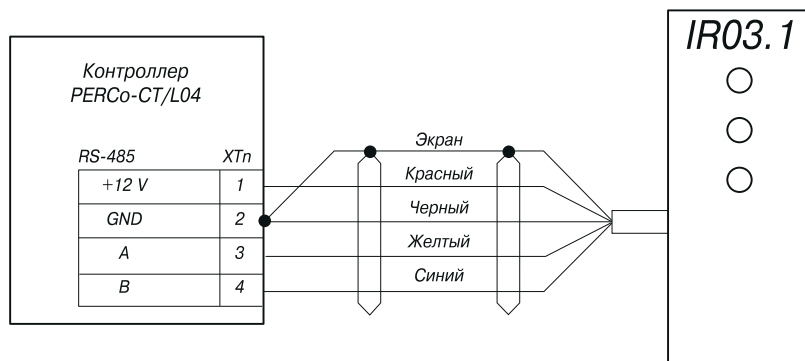 IR03.1
Контроллер
PERCo-CT/L04
RS-485 XTn
+12 V 1
GND 2
A 3
B 4
Экран
Красный
Черный
Желтый
Синий